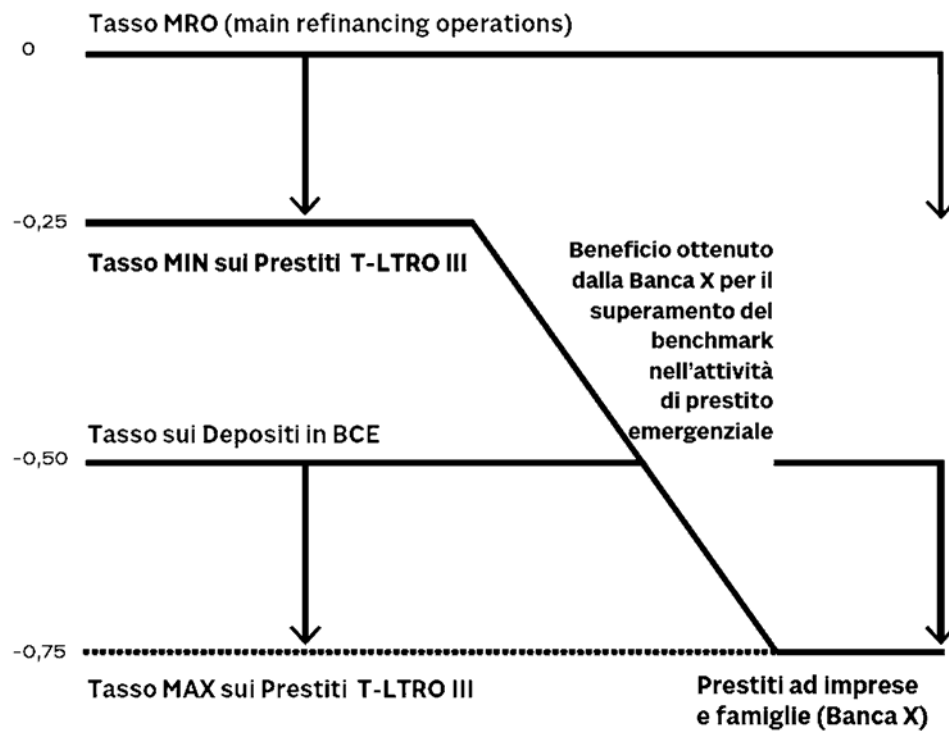 Tasso MRO (main refinancing operations)
0
-0,25
Tasso MIN sui Prestiti T-LTRO III
Beneficio ottenuto
dalla Banca X per il
superamento del
benchmark
nell'attività
di prestito
emergenziale
Tasso sui Depositi in BCE
-0,50
-0,75
Tasso MAX sui Prestiti T-LTRO III
Prestiti ad imprese
e famiglie (Banca X)